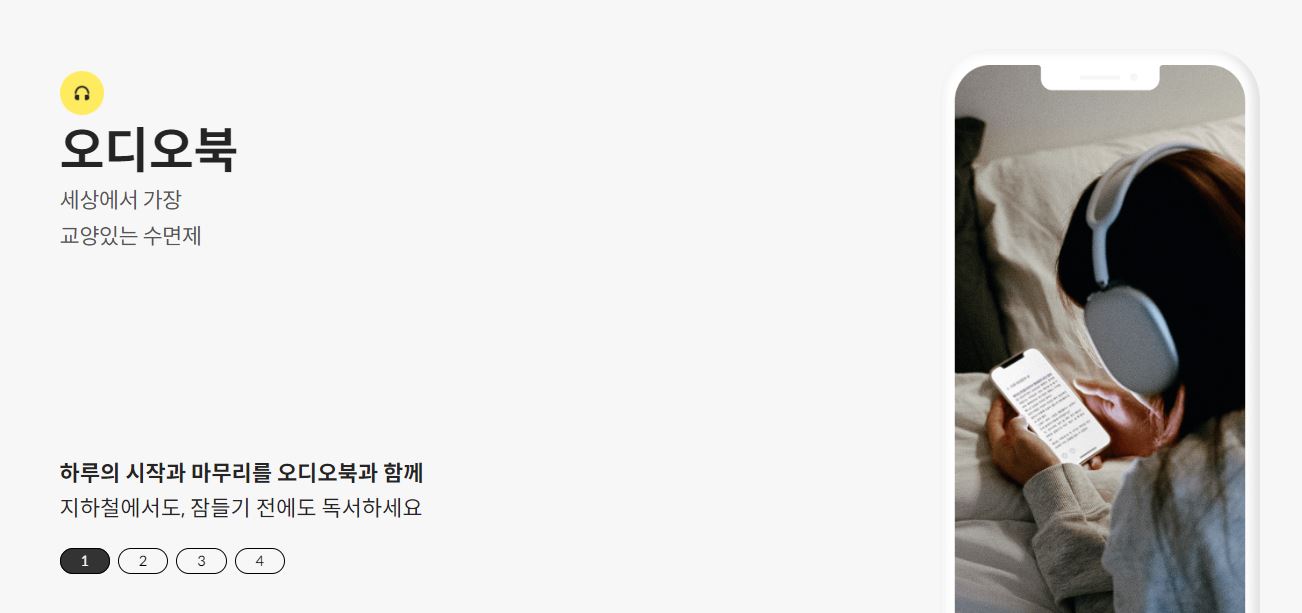 오디오북
세상에서 가장
교양있는 수면제
하루의 시작과 마무리를 오디오북과 함께
지하철에서도, 잠들기 전에도 독서하세요
1 2 3 4